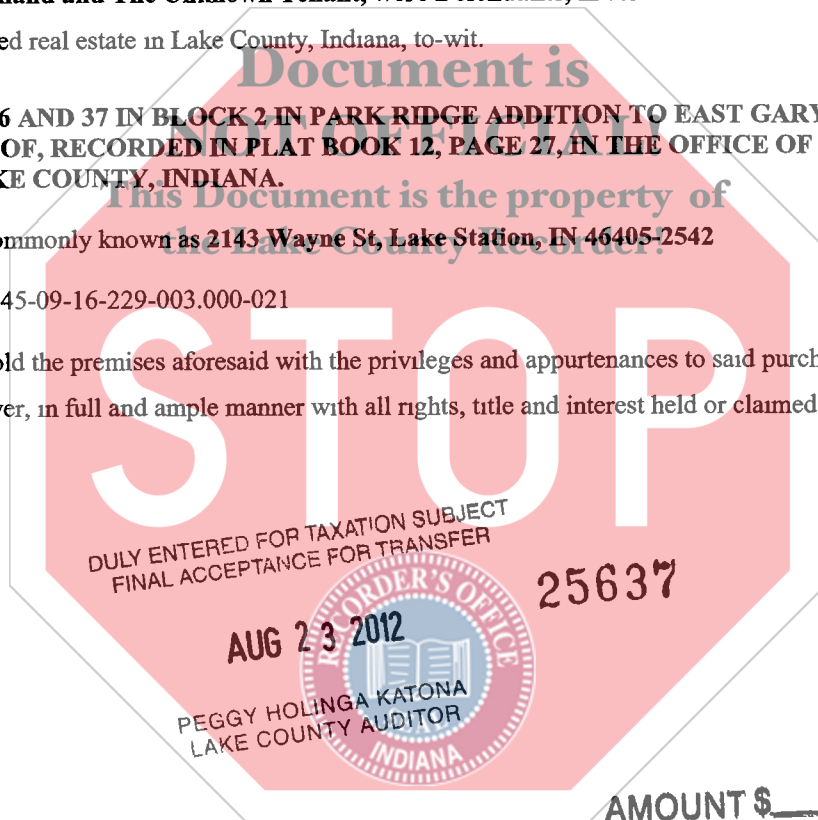 ed real estate in Lake County, Indiana, to-wit.
Document is
6 AND 37 IN BLOCK 2 IN PARK RIDGE ADDITION TO EAST GARY
NOT OFFICIAL!
OF, RECORDED IN PLAT BOOK 12, PAGE 27, IN THE OFFICE OF
KE COUNTY, INDIANA.
This Document is the property of
ommonly known as 2143 Wayne St, Lake Station, IN 46405-2542
the Lake County Recorder!
45-09-16-229-003.000-021
STOP
old the premises aforesaid with the privileges and appurtenances to said purch
er, in full and ample manner with all rights, title and interest held or claimed
DULY ENTERED FOR TAXATION SUBJECT
FINAL ACCEPTANCE FOR TRANSFER
25637
AUG 23 2012
RECORDER'S OFFICE
PEGGY HOLINGA KATONA
LAKE COUNTY AUDITOR
INDIANA
AMOUNT $